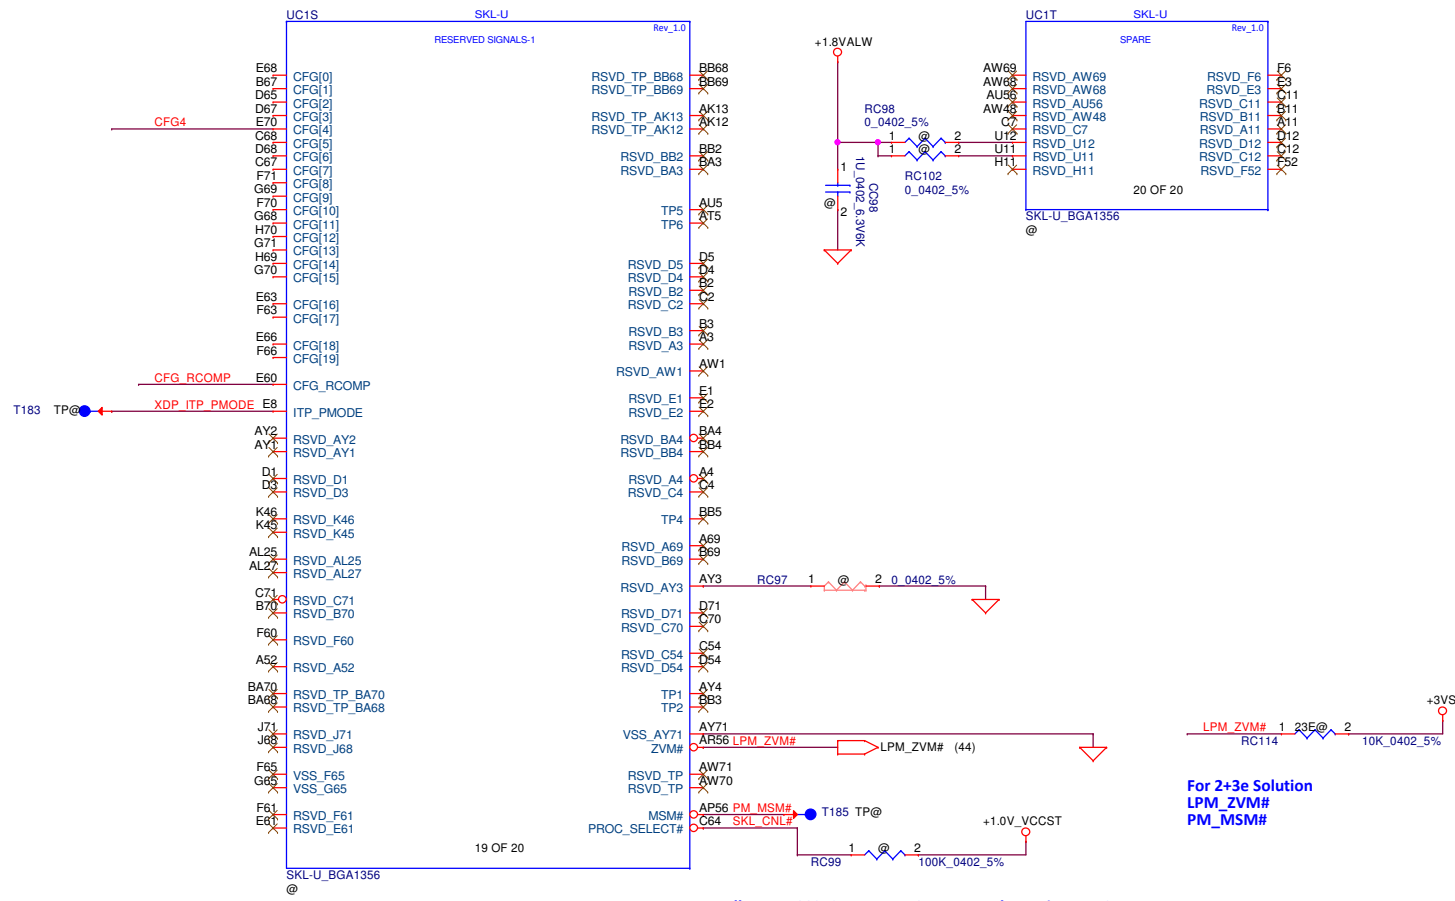 UC1S SKL-U
Rev_1.0
RESERVED SIGNALS-1
E68 CFG[0]
B67 CFG[1]
D65 CFG[2]
D67 CFG[3]
CFG4 E70 CFG[4]
C68 CFG[5]
D68 CFG[6]
C67 CFG[7]
F71 CFG[8]
G69 CFG[9]
F70 CFG[10]
G68 CFG[11]
H70 CFG[12]
G71 CFG[13]
H69 CFG[14]
G70 CFG[15]
E63 CFG[16]
F63 CFG[17]
E66 CFG[18]
F66 CFG[19]
CFG_RCOMP E60 CFG_RCOMP
T183 TP@ XDP_ITP_PMODE E8 ITP_PMODE
AY2 RSVD_AY2
AY1 RSVD_AY1
D1 RSVD_D1
D3 RSVD_D3
K46 RSVD_K46
K45 RSVD_K45
AL25 RSVD_AL25
AL27 RSVD_AL27
C71 RSVD_C71
B70 RSVD_B70
F60 RSVD_F60
A52 RSVD_A52
BA70 RSVD_TP_BA70
BA68 RSVD_TP_BA68
J71 RSVD_J71
J68 RSVD_J68
F65 VSS_F65
G65 VSS_G65
F61 RSVD_F61
E61 RSVD_E61
RSVD_TP_BB68 BB68
RSVD_TP_BB69 BB69
RSVD_TP_AK13 AK13
RSVD_TP_AK12 AK12
RSVD_BB2 BB2
RSVD_BA3 BA3
TP5 AU5
TP6 AT5
RSVD_D5 D5
RSVD_D4 D4
RSVD_B2 B2
RSVD_C2 C2
RSVD_B3 B3
RSVD_A3 A3
RSVD_AW1 AW1
RSVD_E1 E1
RSVD_E2 E2
RSVD_BA4 BA4
RSVD_BB4 BB4
RSVD_A4 A4
RSVD_C4 C4
TP4 BB5
RSVD_A69 A69
RSVD_B69 B69
RSVD_AY3 AY3 RC97 1 @ 2 0_0402_5%
RSVD_D71 D71
RSVD_C70 C70
RSVD_C54 C54
RSVD_D54 D54
TP1 AY4
TP2 BB3
VSS_AY71 AY71
ZVM# AR56 LPM_ZVM# LPM_ZVM# (44)
RSVD_TP AW71
RSVD_TP AW70
MSM# AP56 PM_MSM# T185 TP@
PROC_SELECT# C64 SKL_CNL#
+1.0V_VCCST
RC99 1 @ 2 100K_0402_5%
19 OF 20
SKL-U_BGA1356
@
+1.8VALW
RC98
0_0402_5%
1 @ 2
1 @ 2
RC102
0_0402_5%
1
@
2
CC98
1U_0402_6.3V6K
UC1T SKL-U
Rev_1.0
SPARE
AW69 RSVD_AW69
AW68 RSVD_AW68
AU56 RSVD_AU56
AW48 RSVD_AW48
C7 RSVD_C7
U12 RSVD_U12
U11 RSVD_U11
H11 RSVD_H11
RSVD_F6 F6
RSVD_E3 E3
RSVD_C11 C11
RSVD_B11 B11
RSVD_A11 A11
RSVD_D12 D12
RSVD_C12 C12
RSVD_F52 F52
20 OF 20
SKL-U_BGA1356
@
+3VS
LPM_ZVM# 1 23E@ 2
RC114 10K_0402_5%
For 2+3e Solution
LPM_ZVM#
PM_MSM#